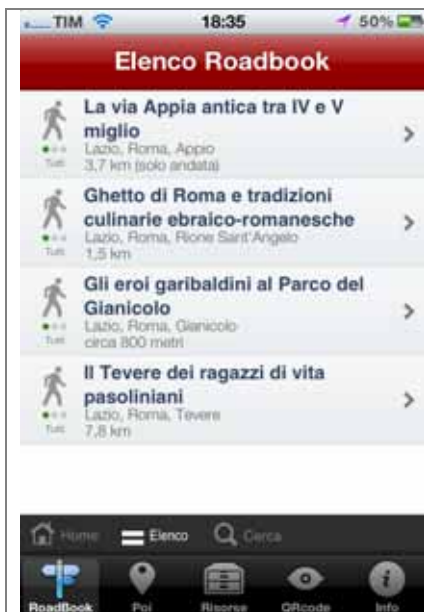 TIM 18:35 50%
Elenco Roadbook
La via Appia antica tra IV e V
miglio
Lazio, Roma, Appio
Tutti
3,7 km (solo andata)
Ghetto di Roma e tradizioni
culinarie ebraico-romanesche
Lazio, Roma, Rione Sant'Angelo
Tutti
1,5 km
Gli eroi garibaldini al Parco del
Gianicolo
Lazio, Roma, Gianicolo
Tutti
circa 800 metri
Il Tevere dei ragazzi di vita
pasoliniani
Lazio, Roma, Tevere
Tutti
7,8 km
Home Elenco Cerca
RoadBook Poi Risorse QRcode Info